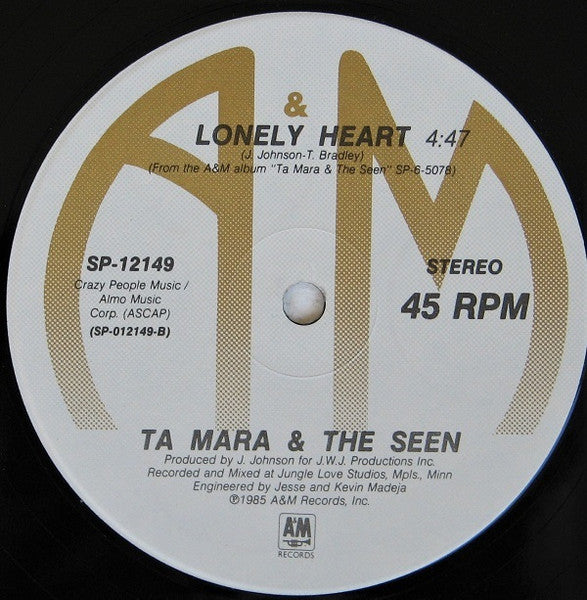 &
LONELY HEART 4:47
(J. Johnson-T. Bradley)
(From the A&M album "Ta Mara & The Seen" SP-6-5078)
SP-12149
Crazy People Music /
Almo Music
Corp. (ASCAP)
(SP-012149-B)
STEREO
45 RPM
TA MARA & THE SEEN
Produced by J. Johnson for J.W.J. Productions Inc.
Recorded and Mixed at Jungle Love Studios, Mpls., Minn
Engineered by Jesse and Kevin Madeja
℗1985 A&M Records, Inc.
A&M
RECORDS